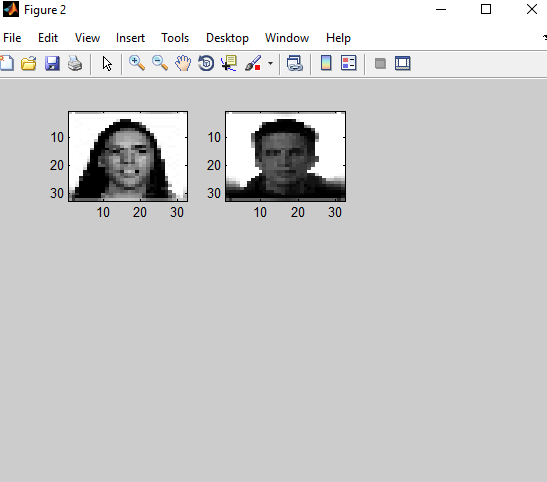 Figure 2
File Edit View Insert Tools Desktop Window Help
10 10
20 20
30 30
10 20 30 10 20 30